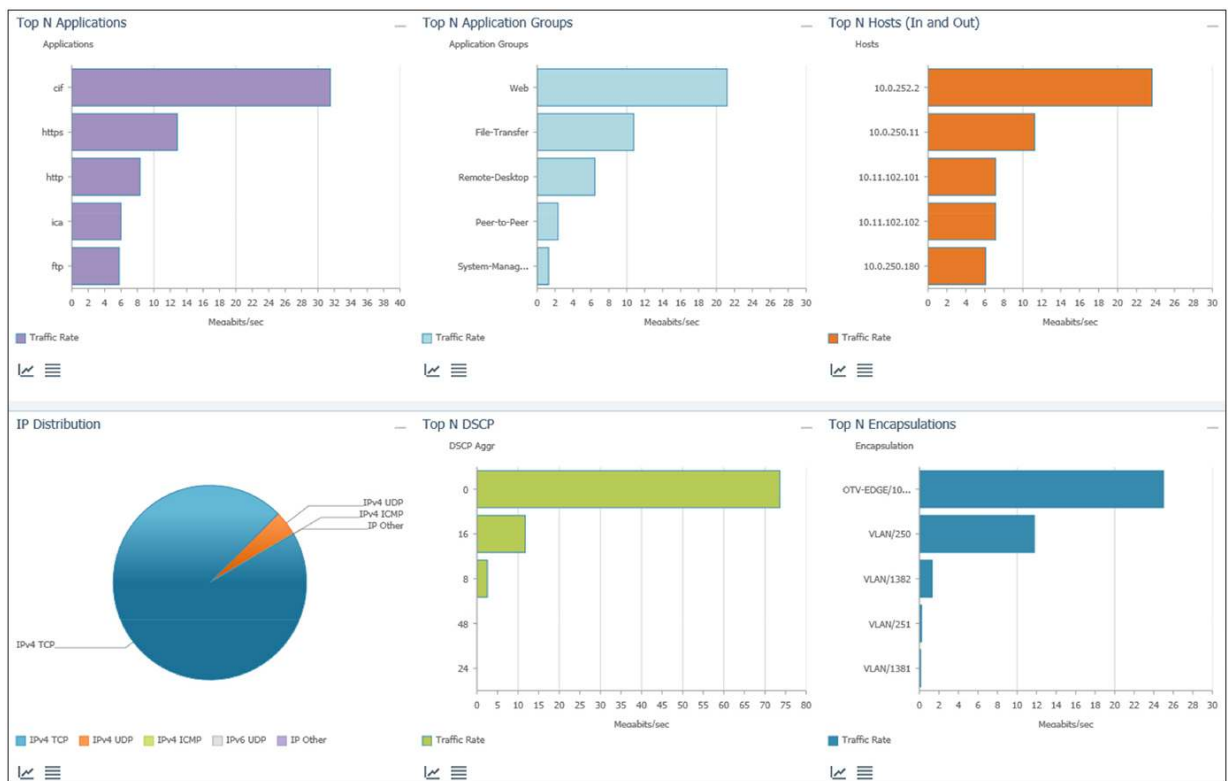 Top N Applications
Applications
cif
https
http
ica
ftp
0 2 4 6 8 10 12 14 16 18 20 22 24 26 28 30 32 34 36 38 40
Megabits/sec
Traffic Rate
Top N Application Groups
Application Groups
Web
File-Transfer
Remote-Desktop
Peer-to-Peer
System-Manag...
0 2 4 6 8 10 12 14 16 18 20 22 24 26 28 30
Megabits/sec
Traffic Rate
Top N Hosts (In and Out)
Hosts
10.0.252.2
10.0.250.11
10.11.102.101
10.11.102.102
10.0.250.180
0 2 4 6 8 10 12 14 16 18 20 22 24 26 28 30
Megabits/sec
Traffic Rate
IP Distribution
IPv4 UDP
IPv4 ICMP
IP Other
IPv4 TCP
IPv4 TCP IPv4 UDP IPv4 ICMP IPv6 UDP IP Other
Top N DSCP
DSCP Aggr
0
16
8
48
24
0 5 10 15 20 25 30 35 40 45 50 55 60 65 70 75 80
Megabits/sec
Traffic Rate
Top N Encapsulations
Encapsulation
OTV-EDGE/10...
VLAN/250
VLAN/1382
VLAN/251
VLAN/1381
0 2 4 6 8 10 12 14 16 18 20 22 24 26 28 30
Megabits/sec
Traffic Rate